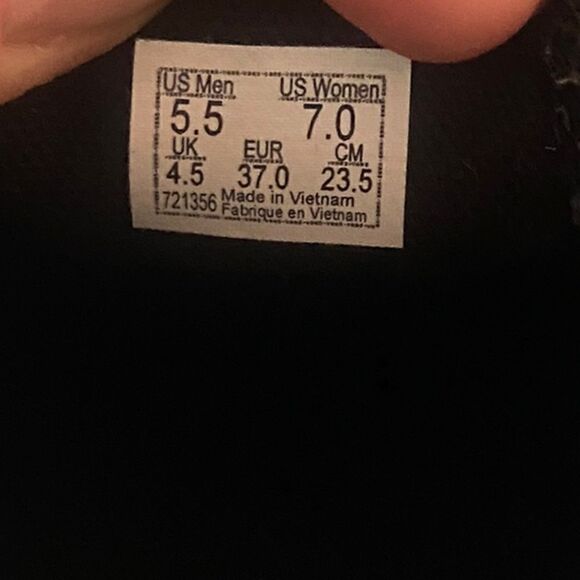 US Men US Women
5.5 7.0
UK EUR CM
4.5 37.0 23.5
721356 Made in Vietnam
Fabrique en Vietnam